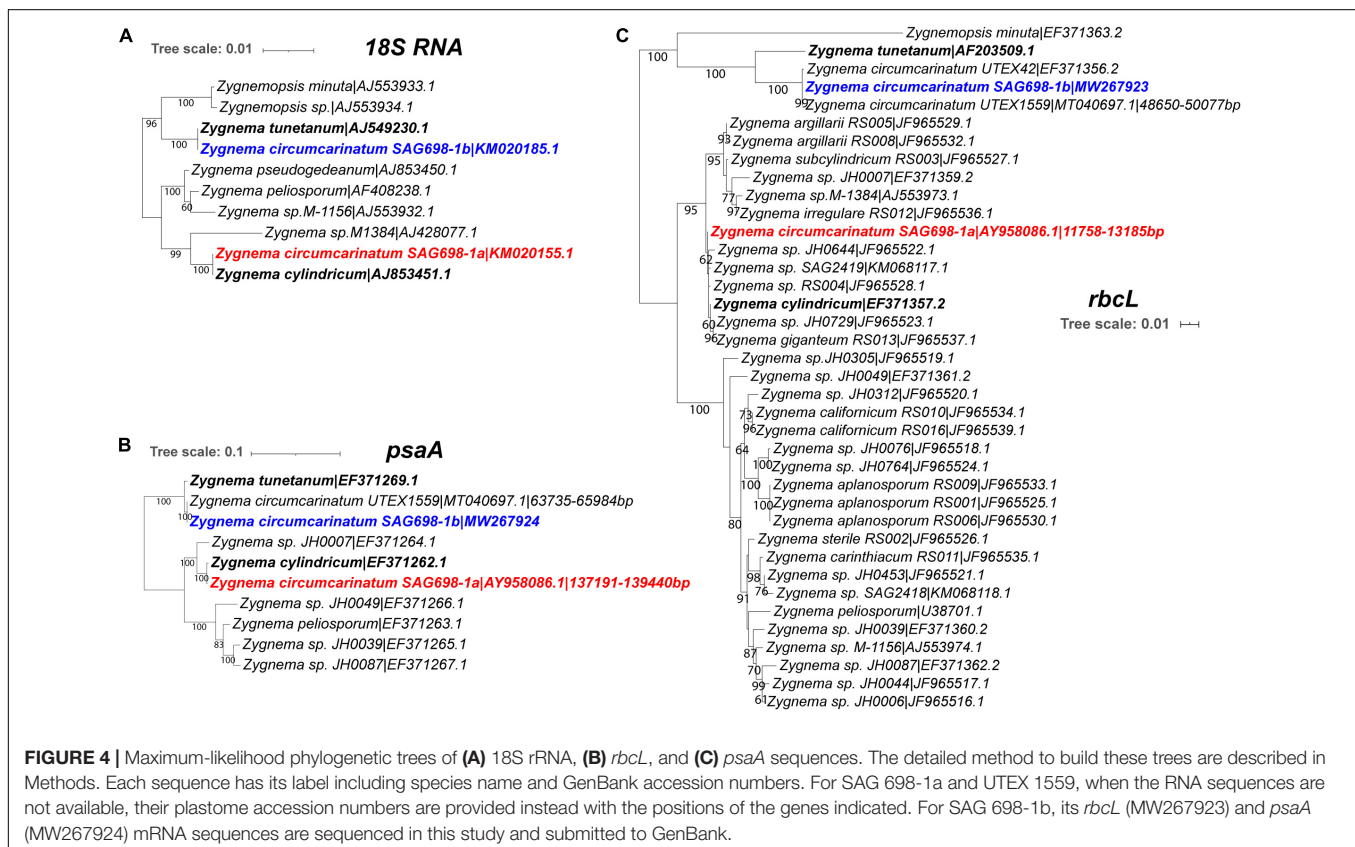 A
Tree scale: 0.01
18S RNA
Zygnemopsis minuta|AJ553933.1
Zygnemopsis sp.|AJ553934.1
Zygnema tunetanum|AJ549230.1
Zygnema circumcarinatum SAG698-1b|KM020185.1
Zygnema pseudogedeanum|AJ853450.1
Zygnema peliosporum|AF408238.1
Zygnema sp.M-1156|AJ553932.1
Zygnema sp.M1384|AJ428077.1
Zygnema circumcarinatum SAG698-1a|KM020155.1
Zygnema cylindricum|AJ853451.1
100
96
100
100
60
99
100
B
Tree scale: 0.1
psaA
Zygnema tunetanum|EF371269.1
Zygnema circumcarinatum UTEX1559|MT040697.1|63735-65984bp
Zygnema circumcarinatum SAG698-1b|MW267924
Zygnema sp. JH0007|EF371264.1
Zygnema cylindricum|EF371262.1
Zygnema circumcarinatum SAG698-1a|AY958086.1|137191-139440bp
Zygnema sp. JH0049|EF371266.1
Zygnema peliosporum|EF371263.1
Zygnema sp. JH0039|EF371265.1
Zygnema sp. JH0087|EF371267.1
100
100
100
100
100
83
100
C
Zygnemopsis minuta|EF371363.2
Zygnema tunetanum|AF203509.1
Zygnema circumcarinatum UTEX42|EF371356.2
Zygnema circumcarinatum SAG698-1b|MW267923
Zygnema circumcarinatum UTEX1559|MT040697.1|48650-50077bp
Zygnema argillarii RS005|JF965529.1
Zygnema argillarii RS008|JF965532.1
Zygnema subcylindricum RS003|JF965527.1
Zygnema sp. JH0007|EF371359.2
Zygnema sp.M-1384|AJ553973.1
Zygnema irregulare RS012|JF965536.1
Zygnema circumcarinatum SAG698-1a|AY958086.1|11758-13185bp
Zygnema sp. JH0644|JF965522.1
Zygnema sp. SAG2419|KM068117.1
Zygnema sp. RS004|JF965528.1
Zygnema cylindricum|EF371357.2
Zygnema sp. JH0729|JF965523.1
Zygnema giganteum RS013|JF965537.1
Zygnema sp.JH0305|JF965519.1
Zygnema sp. JH0049|EF371361.2
Zygnema sp. JH0312|JF965520.1
Zygnema californicum RS010|JF965534.1
Zygnema californicum RS016|JF965539.1
Zygnema sp. JH0076|JF965518.1
Zygnema sp. JH0764|JF965524.1
Zygnema aplanosporum RS009|JF965533.1
Zygnema aplanosporum RS001|JF965525.1
Zygnema aplanosporum RS006|JF965530.1
Zygnema sterile RS002|JF965526.1
Zygnema carinthiacum RS011|JF965535.1
Zygnema sp. JH0453|JF965521.1
Zygnema sp. SAG2418|KM068118.1
Zygnema peliosporum|U38701.1
Zygnema sp. JH0039|EF371360.2
Zygnema sp. M-1156|AJ553974.1
Zygnema sp. JH0087|EF371362.2
Zygnema sp. JH0044|JF965517.1
Zygnema sp. JH0006|JF965516.1
100
100
100
99
93
95
77
97
95
62
60
96
100
73
96
64
100
100
100
80
98
76
91
87
70
99
61
rbcL
Tree scale: 0.01
FIGURE 4 | Maximum-likelihood phylogenetic trees of (A) 18S rRNA, (B) rbcL, and (C) psaA sequences. The detailed method to build these trees are described in
Methods. Each sequence has its label including species name and GenBank accession numbers. For SAG 698-1a and UTEX 1559, when the RNA sequences are
not available, their plastome accession numbers are provided instead with the positions of the genes indicated. For SAG 698-1b, its rbcL (MW267923) and psaA
(MW267924) mRNA sequences are sequenced in this study and submitted to GenBank.